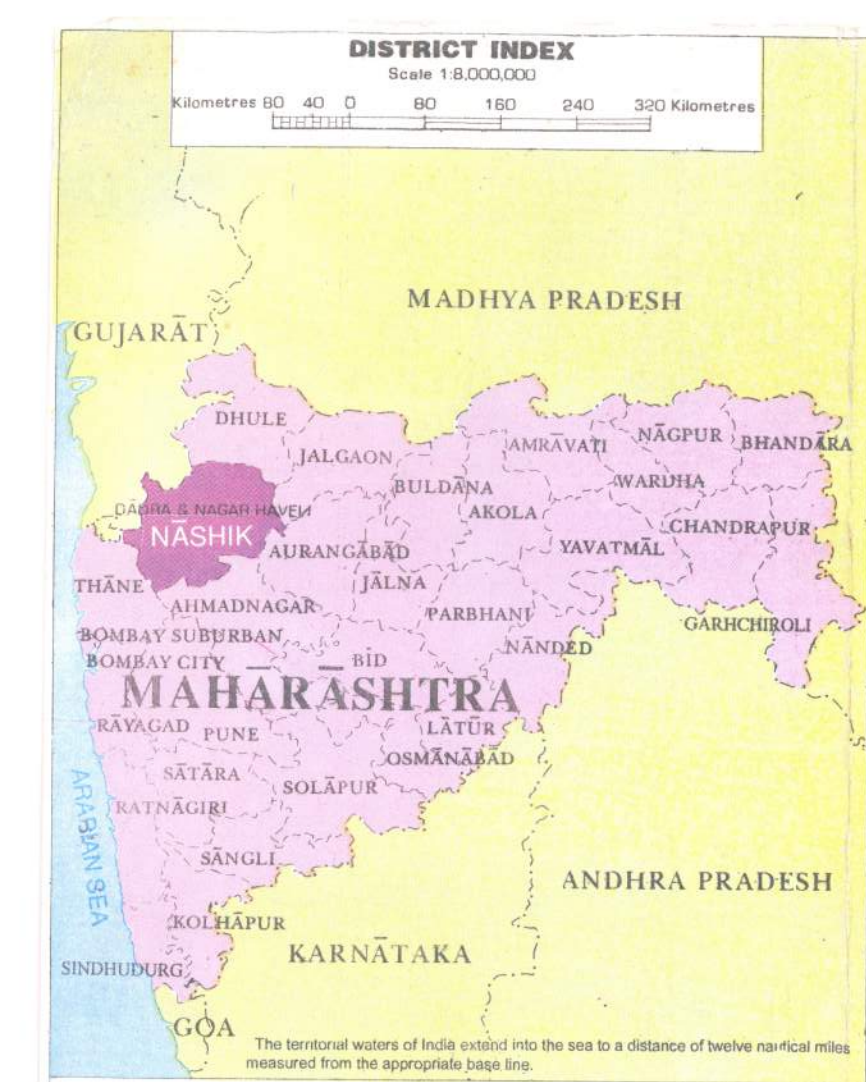 DISTRICT INDEX
Scale 1:8,000,000
Kilometres 80 40 0 80 160 240 320 Kilometres
MADHYA PRADESH
GUJARĀT
DHULE
JALGAON
AMRĀVATI
NĀGPUR
BHANDĀRA
BULDĀNA
WARDHA
DĀDRA & NAGAR HAVELI
AKOLA
CHANDRAPUR
NĀSHIK
AURANGĀBĀD
YAVATMĀL
THĀNE
JĀLNA
AHMADNAGAR
PARBHANI
GARHCHIROLI
BOMBAY SUBURBAN
NĀNDED
BOMBAY CITY
BĪD
MAHĀRĀSHTRA
RĀYAGAD
PUNE
LĀTŪR
OSMĀNĀBĀD
SĀTĀRA
SOLĀPUR
RATNĀGIRI
ARABIAN SEA
SĀNGLI
ANDHRA PRADESH
KOLHĀPUR
KARNĀTAKA
SINDHUDURG
GOA
The territorial waters of India extend into the sea to a distance of twelve nautical miles
measured from the appropriate base line.